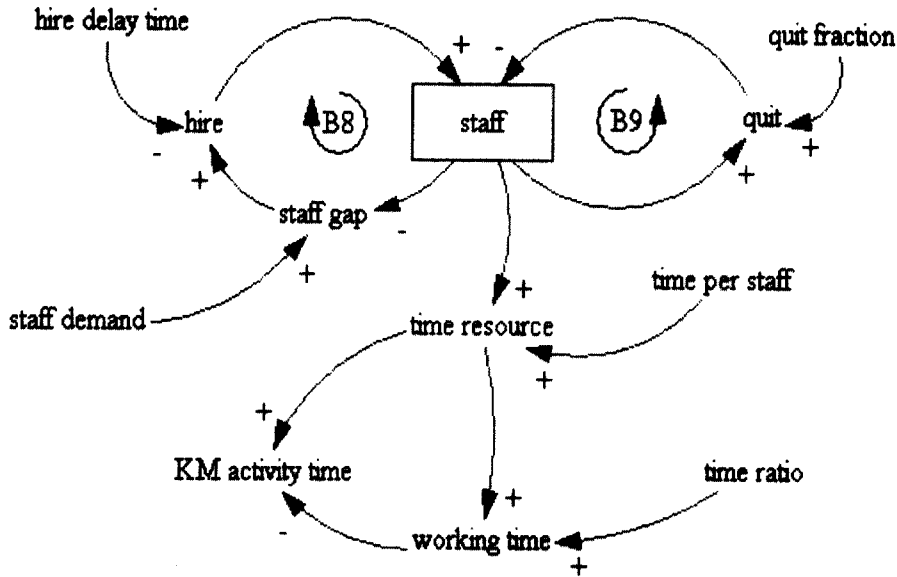 hire delay time
quit fraction
+ -
hire
B8
staff
B9
quit
-
+
+
+
staff gap
-
+
time per staff
+
staff demand
time resource
+
+
KM activity time
time ratio
+
-
working time
+